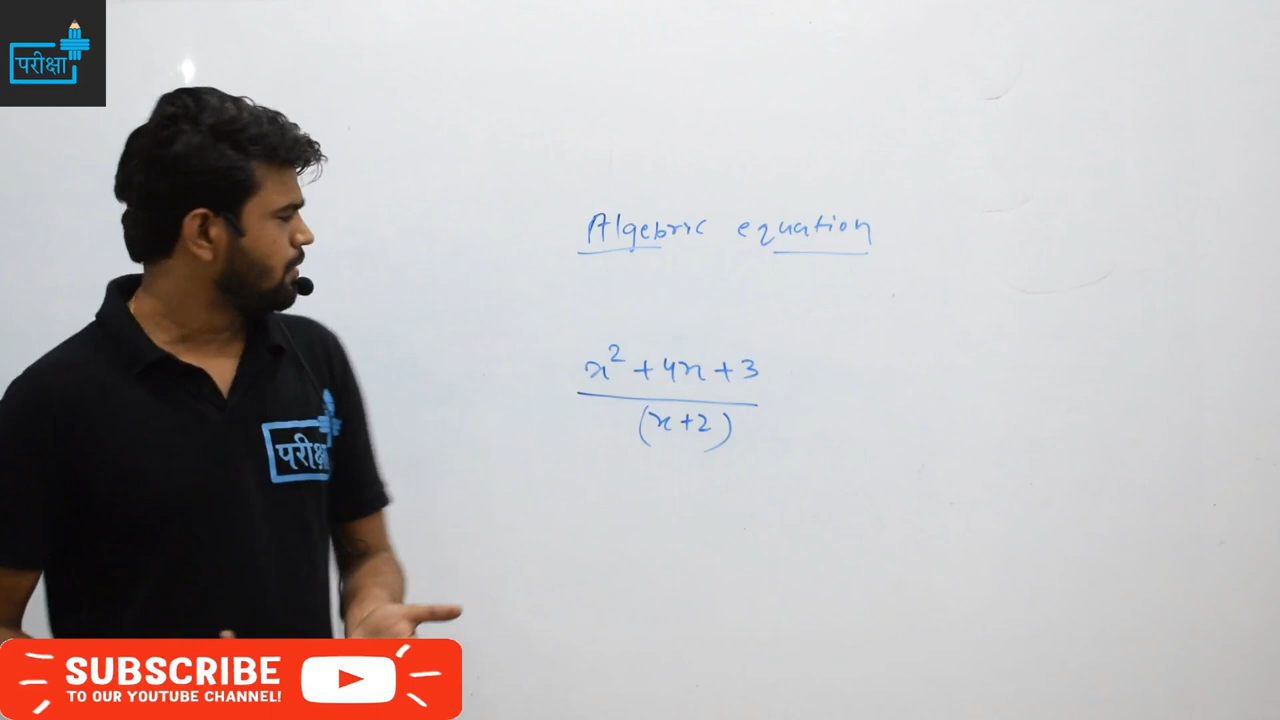 परीक्षा
Algebric equation
x² + 4x + 3
(x+2)
परीक्षा
SUBSCRIBE
TO OUR YOUTUBE CHANNEL!